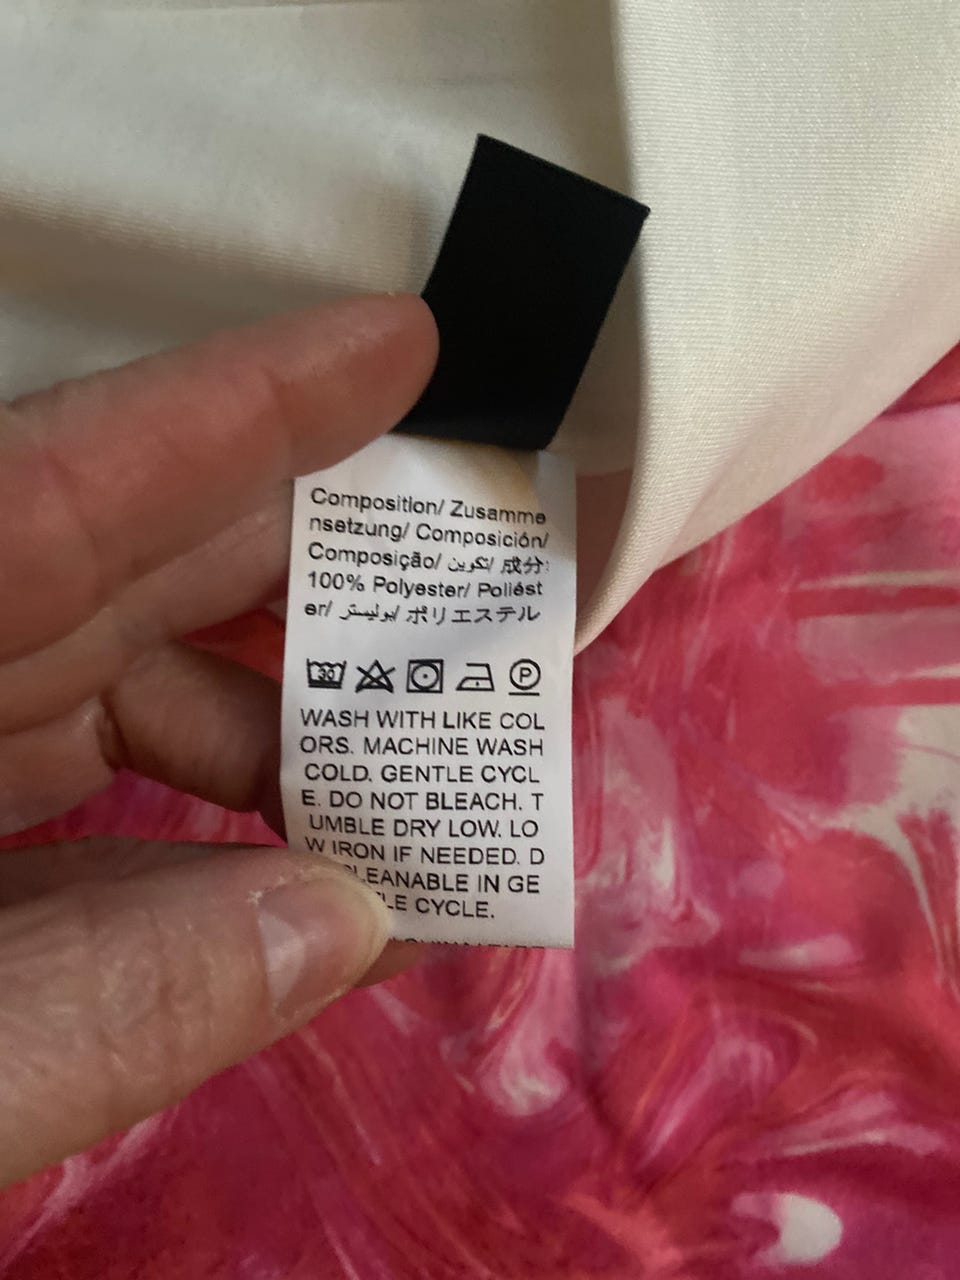 Composition/ Zusamme
nsetzung/ Composición/
Composição/ تكوين/ 成分:
100% Polyester/ Poliést
er/ بوليستر/ ポリエステル
30
P
WASH WITH LIKE COL
ORS. MACHINE WASH
COLD. GENTLE CYCL
E. DO NOT BLEACH. T
UMBLE DRY LOW. LO
W IRON IF NEEDED. D
CLEANABLE IN GE
LE CYCLE.